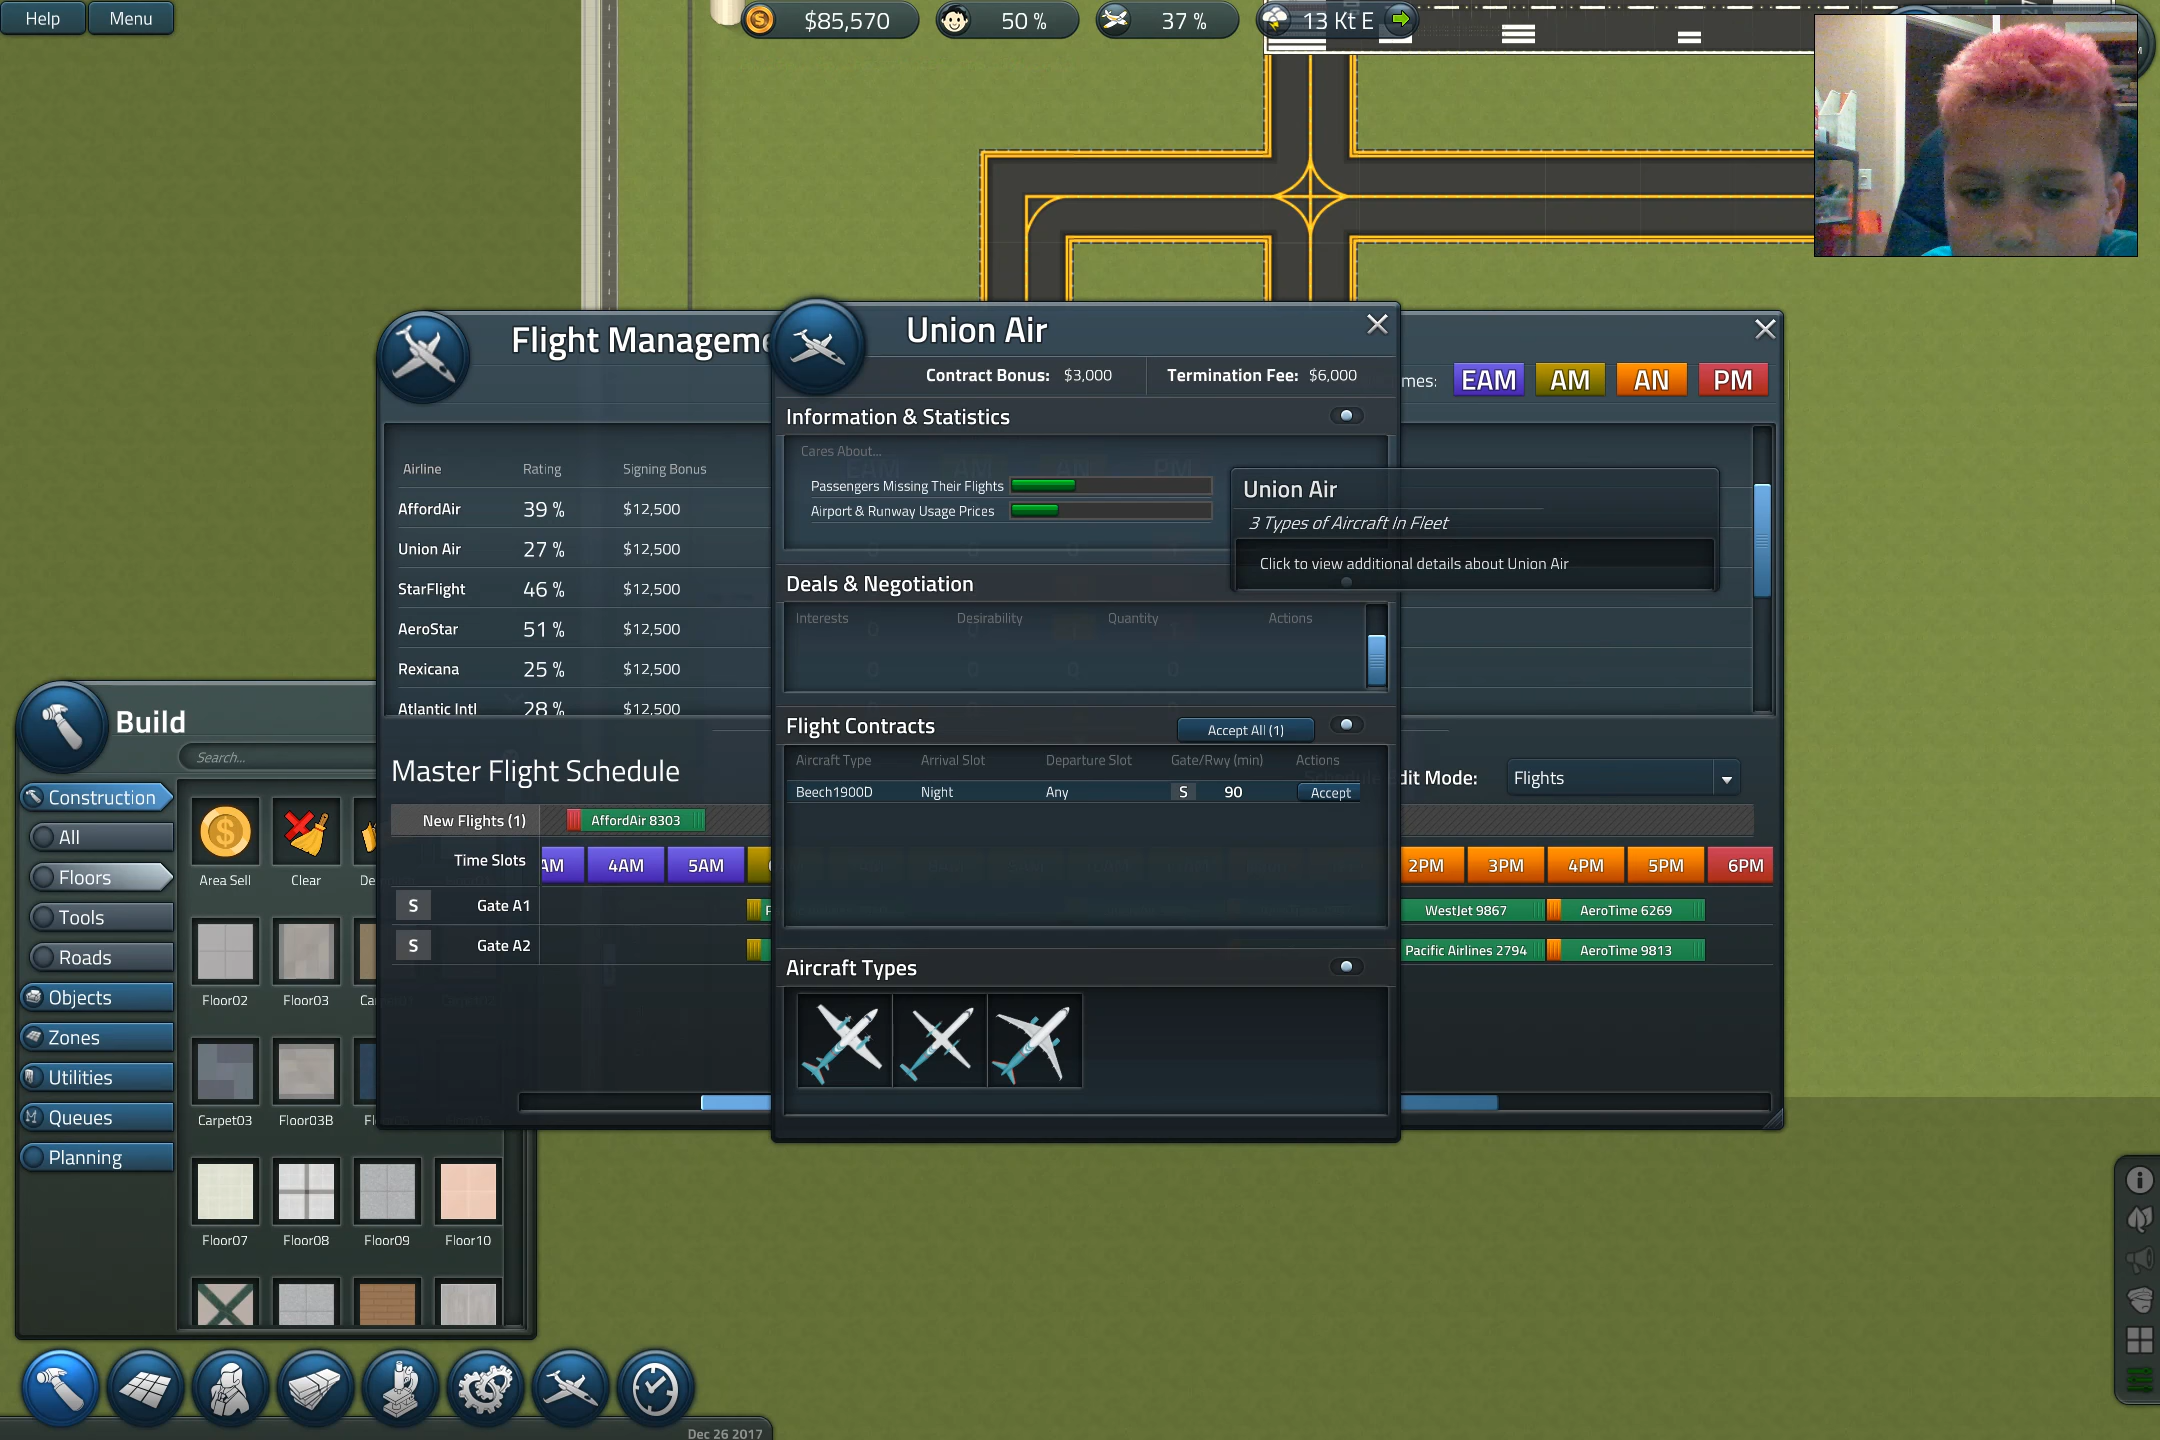 Help
Menu
$85,570
50 %
37 %
13 Kt E
Flight Manageme
mes:
EAM
AM
AN
PM
Airline
Rating
Signing Bonus
AffordAir
39 %
$12,500
Union Air
27 %
$12,500
StarFlight
46 %
$12,500
AeroStar
51 %
$12,500
Rexicana
25 %
$12,500
Atlantic Intl
28 %
$12,500
Union Air
Contract Bonus: $3,000
Termination Fee: $6,000
Information & Statistics
Cares About...
Passengers Missing Their Flights
Airport & Runway Usage Prices
Union Air
3 Types of Aircraft In Fleet
Click to view additional details about Union Air
Deals & Negotiation
Interests
Desirability
Quantity
Actions
Flight Contracts
Accept All (1)
Aircraft Type
Arrival Slot
Departure Slot
Gate/Rwy (min)
Actions
Beech1900D
Night
Any
S
90
Accept
Aircraft Types
Master Flight Schedule
dit Mode:
Flights
New Flights (1)
AffordAir 8303
Time Slots
AM
4AM
5AM
2PM
3PM
4PM
5PM
6PM
S
Gate A1
WestJet 9867
AeroTime 6269
S
Gate A2
Pacific Airlines 2794
AeroTime 9813
Build
Search...
Construction
All
Floors
Tools
Roads
Objects
Zones
Utilities
Queues
Planning
Area Sell
Clear
De
Floor02
Floor03
Ca
Carpet03
Floor03B
Fl
Floor07
Floor08
Floor09
Floor10
Dec 26 2017